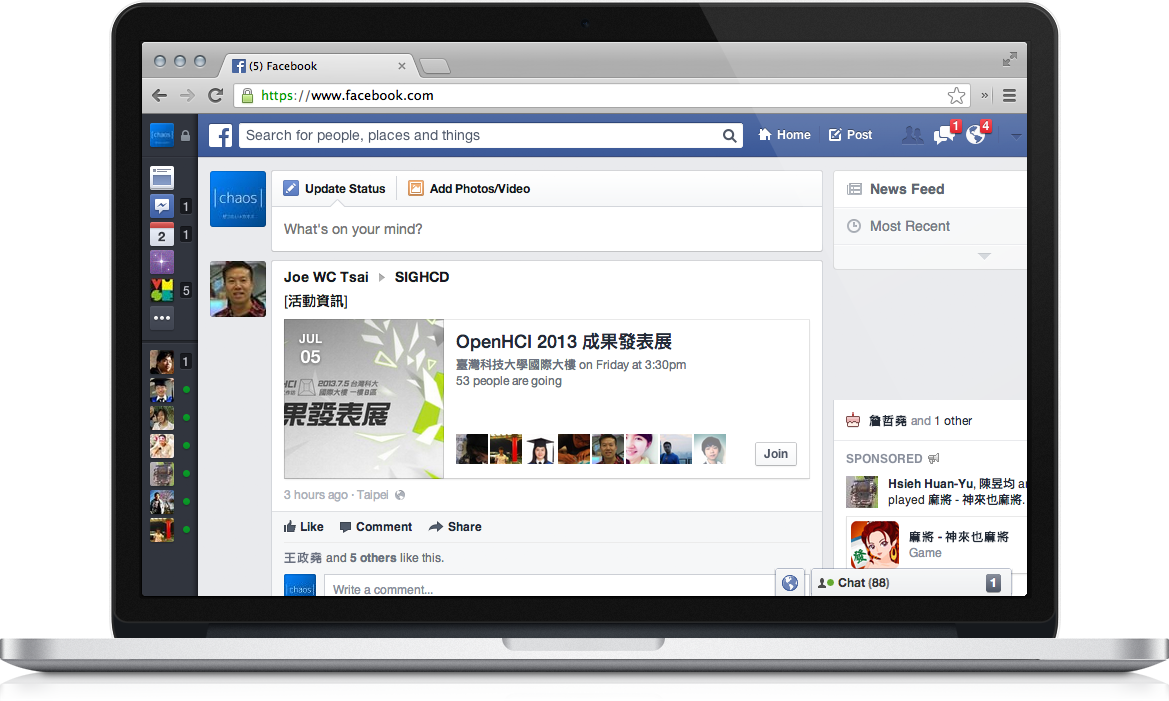 (5) Facebook
https://www.facebook.com
chaos
Search for people, places and things
Home
Post
1
4
1
2
1
5
1
chaos
Update Status
Add Photos/Video
What's on your mind?
News Feed
Most Recent
Joe WC Tsai
SIGHCD
[活動資訊]
JUL
05
HCI
2013.7.5 台灣科大
國際大樓 一樓B區
果發表展
OpenHCI 2013 成果發表展
臺灣科技大學國際大樓 on Friday at 3:30pm
53 people are going
Join
3 hours ago · Taipei
Like
Comment
Share
王政堯 and 5 others like this.
chaos
Write a comment...
詹哲堯 and 1 other
SPONSORED
Hsieh Huan-Yu, 陳昱均 ar
played 麻將 - 神來也麻將.
發
麻將 - 神來也麻將
Game
Chat (88)
1